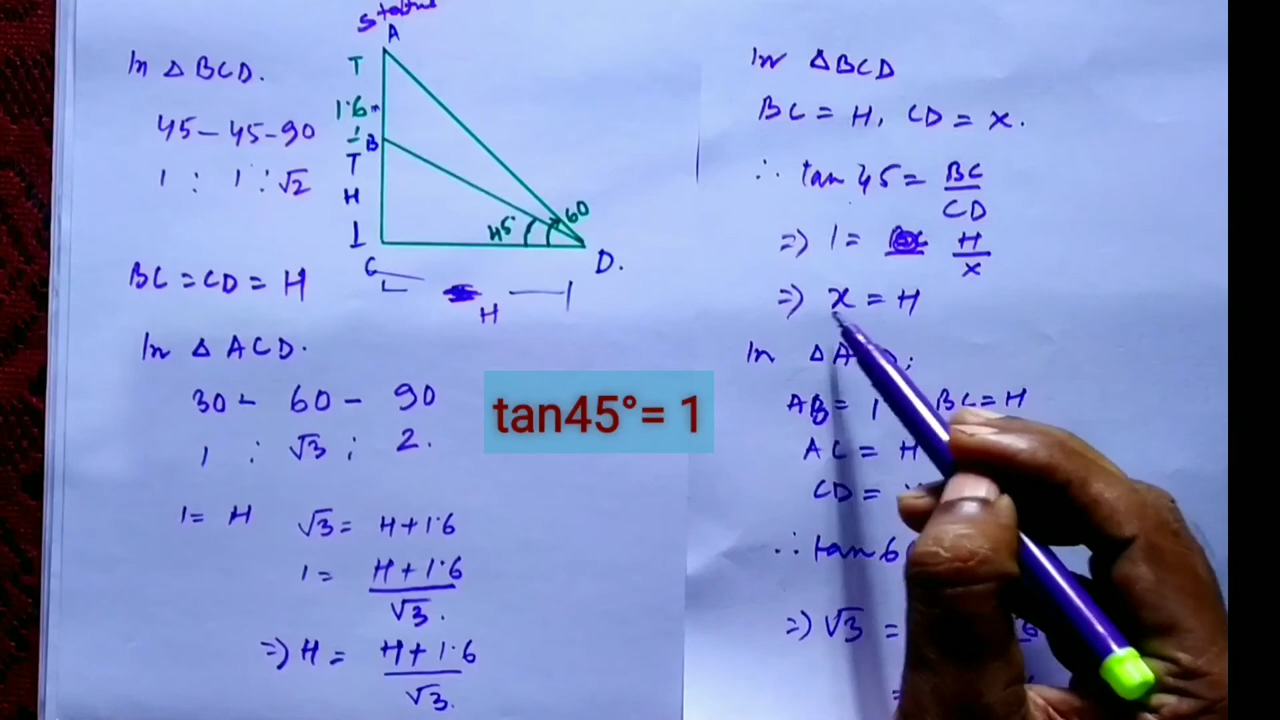 In △ BCD.
45 – 45 - 90
1 : 1 : √2
Statue
A
T
1.6m
B
T
H
45°
60
C
D.
H
BC = CD = H
In △ ACD.
30 - 60 - 90
1 : √3 : 2.
1 = H √3 = H + 1.6
1 = H + 1.6
√3.
=> H = H + 1.6
√3.
tan45°= 1
In △BCD
BC = H, CD = x.
∴ tan 45 = BC
CD
=> 1 = H
x
=> x = H
In △ A
AB = 1 BC = H
AC = H
CD =
∴ tan 6
=> √3 =
=